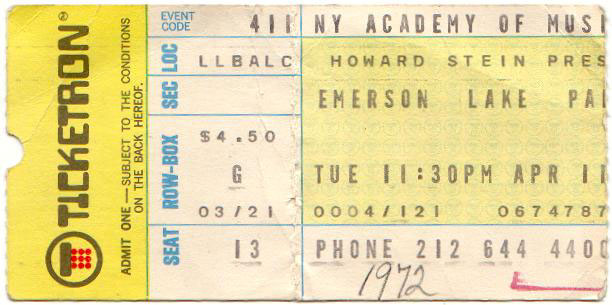 TICKETRON
ADMIT ONE—SUBJECT TO THE CONDITIONS
ON THE BACK HEREOF.
EVENT CODE 411 NY ACADEMY OF MUSI
SEC LOC LLBALC HOWARD STEIN PRES
EMERSON LAKE PA
$4.50
ROW-BOX G TUE 11:30PM APR 11
03/21 0004/121 0674787
SEAT 13 PHONE 212 644 4400
1972